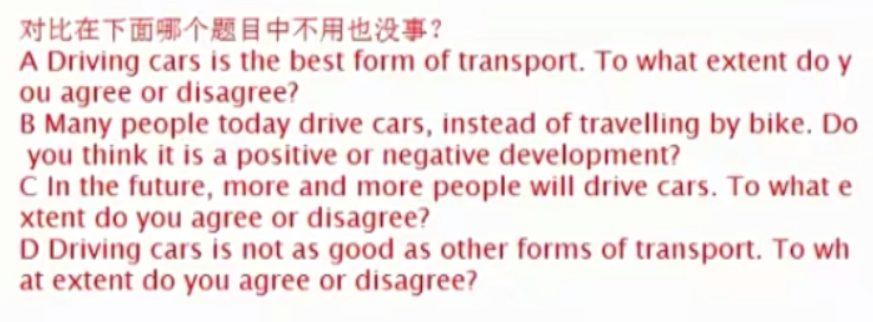 对比在下面哪个题目中不用也没事？
A Driving cars is the best form of transport. To what extent do y
ou agree or disagree?
B Many people today drive cars, instead of travelling by bike. Do
you think it is a positive or negative development?
C In the future, more and more people will drive cars. To what e
xtent do you agree or disagree?
D Driving cars is not as good as other forms of transport. To wh
at extent do you agree or disagree?